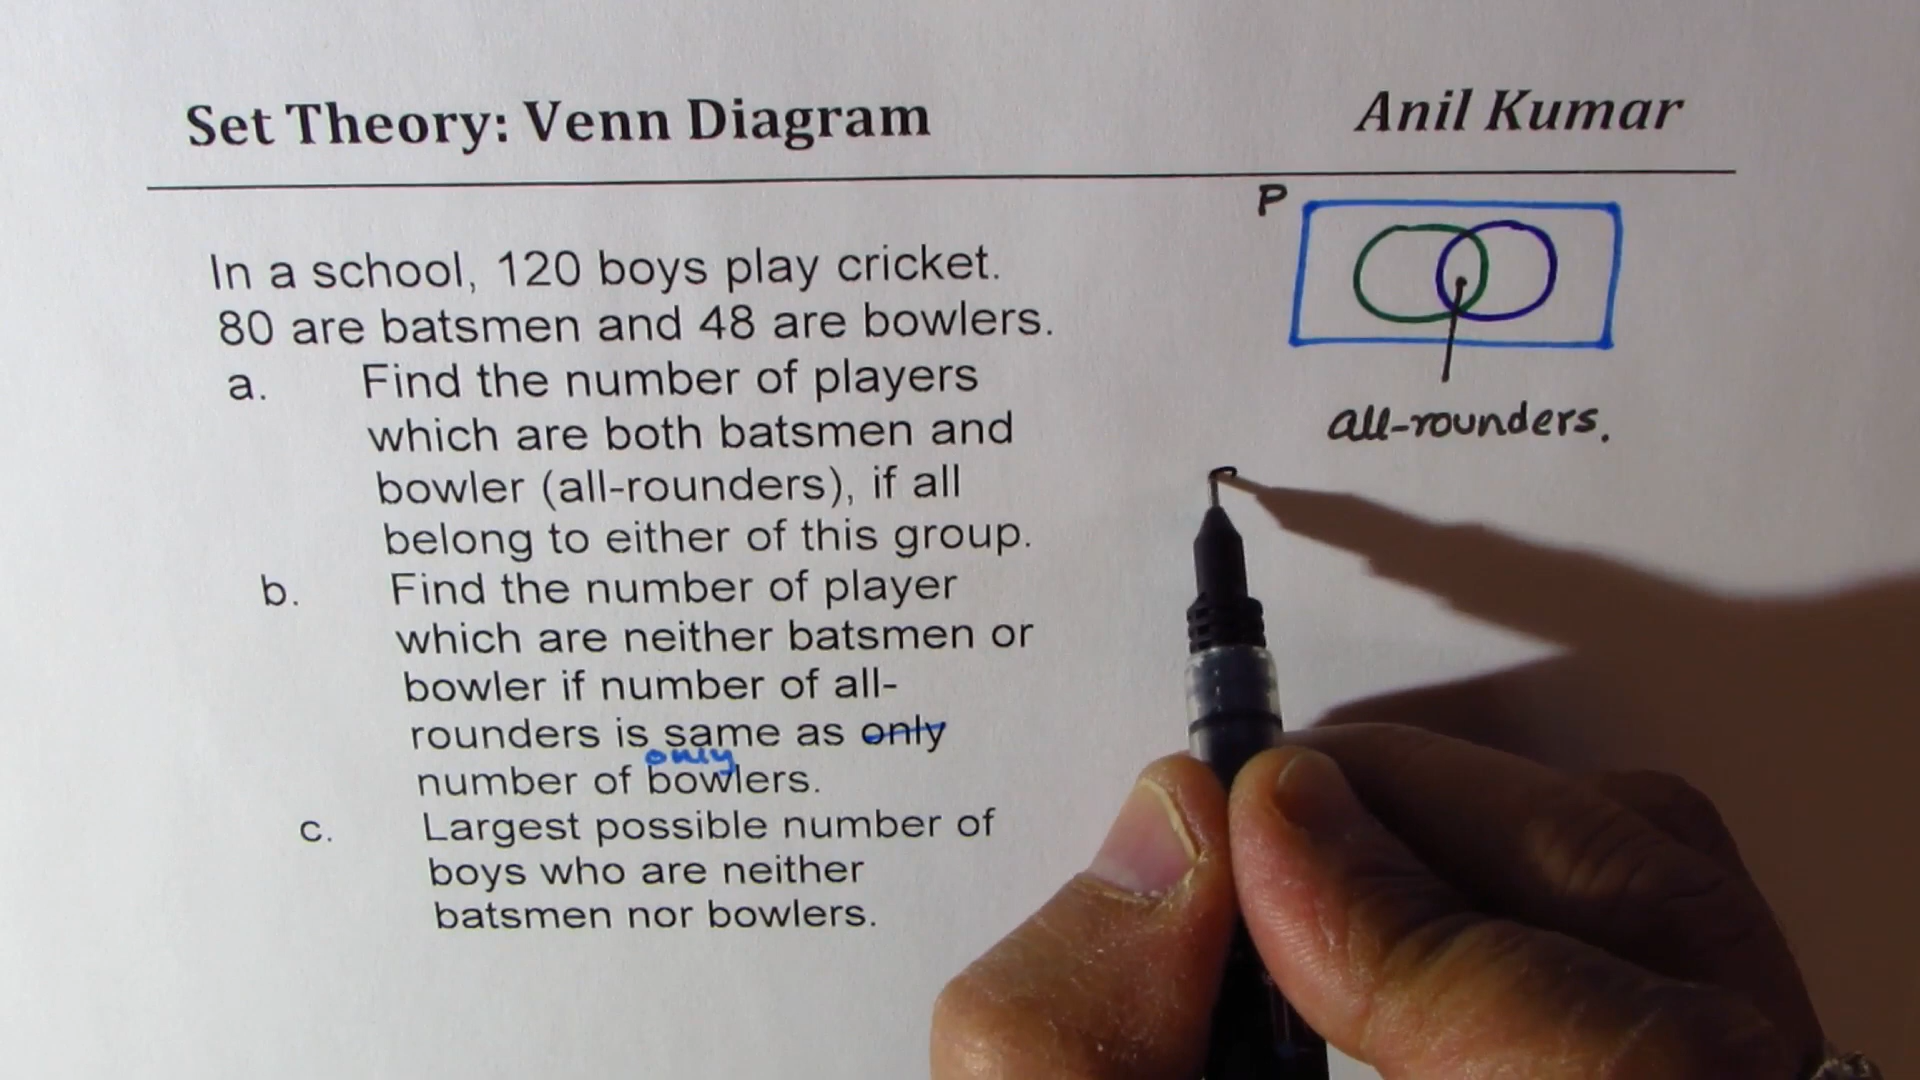 Set Theory: Venn Diagram
Anil Kumar
P
In a school, 120 boys play cricket.
80 are batsmen and 48 are bowlers.
a. Find the number of players
which are both batsmen and
bowler (all-rounders), if all
belong to either of this group.
all-rounders.
b. Find the number of player
which are neither batsmen or
bowler if number of all-
rounders is same as only
only
number of bowlers.
c. Largest possible number of
boys who are neither
batsmen nor bowlers.